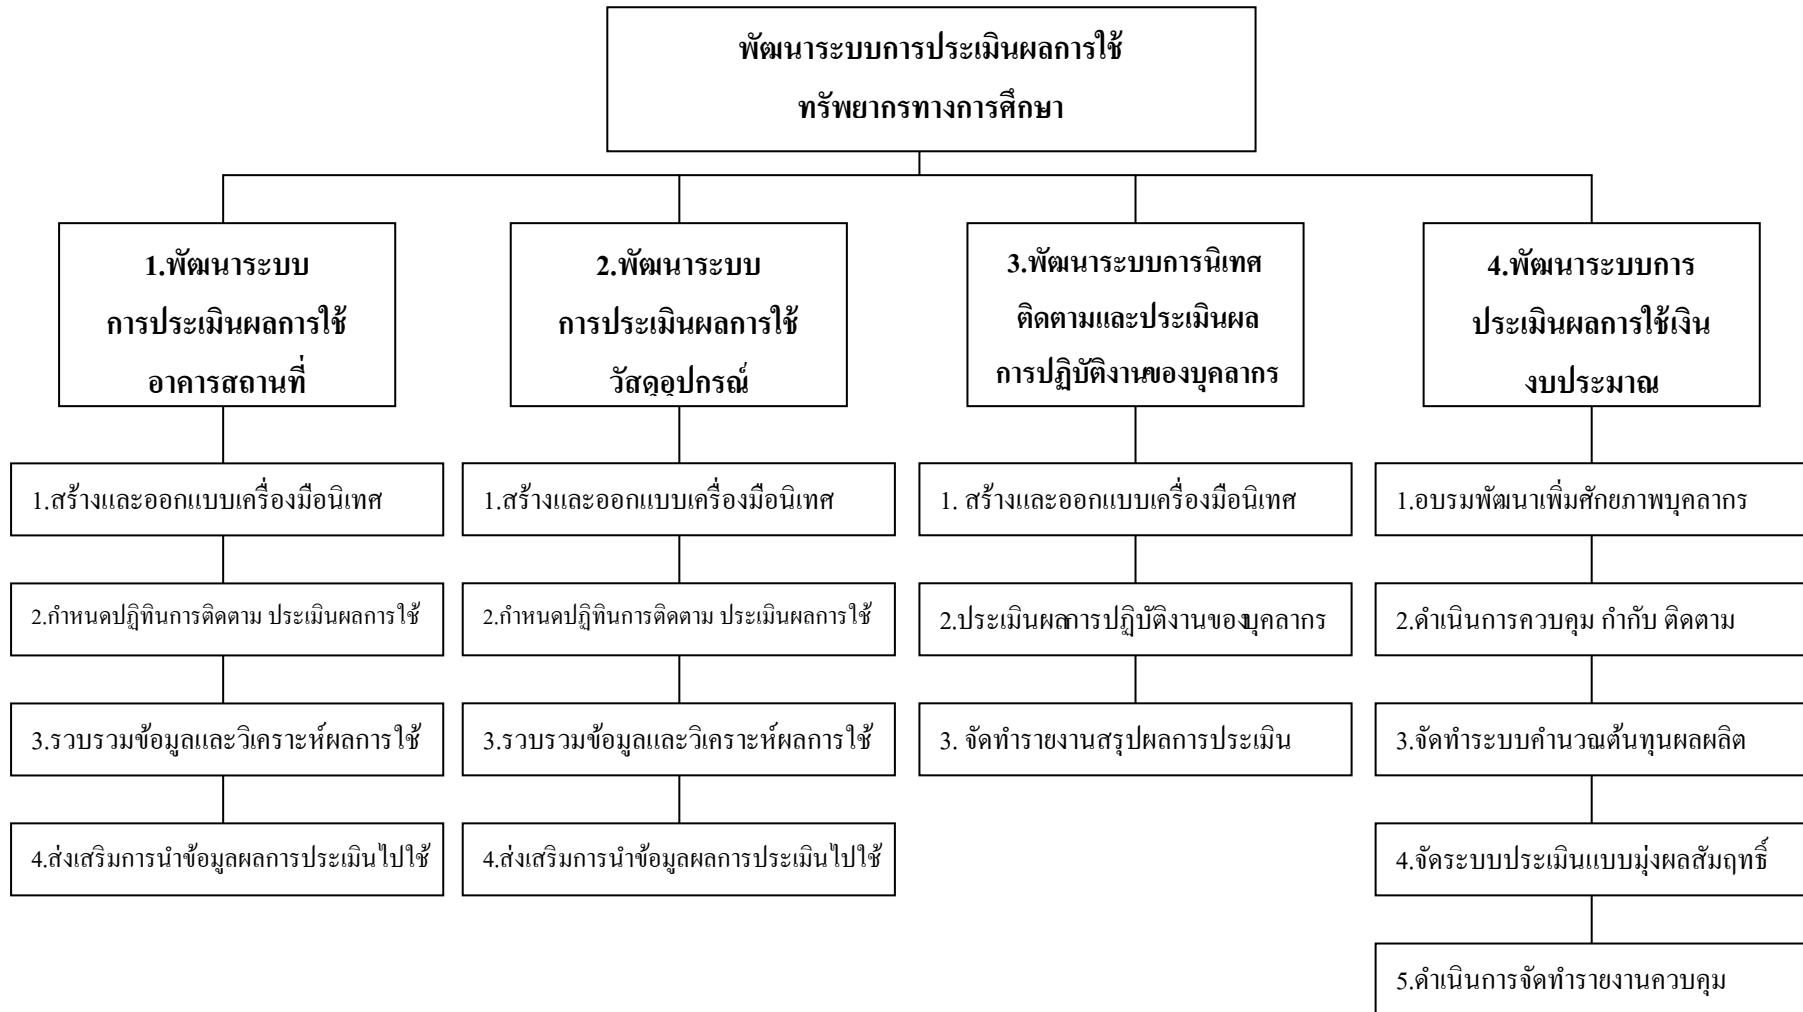 พัฒนาระบบการประเมินผลการใช้
ทรัพยากรทางการศึกษา
1.พัฒนาระบบ
การประเมินผลการใช้
อาคารสถานที่
2.พัฒนาระบบ
การประเมินผลการใช้
วัสดุอุปกรณ์
3.พัฒนาระบบการนิเทศ
ติดตามและประเมินผล
การปฏิบัติงานของบุคลากร
4.พัฒนาระบบการ
ประเมินผลการใช้เงิน
งบประมาณ
1.สร้างและออกแบบเครื่องมือนิเทศ
2.กำหนดปฏิทินการติดตาม ประเมินผลการใช้
3.รวบรวมข้อมูลและวิเคราะห์ผลการใช้
4.ส่งเสริมการนำข้อมูลผลการประเมินไปใช้
1.สร้างและออกแบบเครื่องมือนิเทศ
2.กำหนดปฏิทินการติดตาม ประเมินผลการใช้
3.รวบรวมข้อมูลและวิเคราะห์ผลการใช้
4.ส่งเสริมการนำข้อมูลผลการประเมินไปใช้
1. สร้างและออกแบบเครื่องมือนิเทศ
2.ประเมินผลการปฏิบัติงานของบุคลากร
3. จัดทำรายงานสรุปผลการประเมิน
1.อบรมพัฒนาเพิ่มศักยภาพบุคลากร
2.ดำเนินการควบคุม กำกับ ติดตาม
3.จัดทำระบบคำนวณต้นทุนผลผลิต
4.จัดระบบประเมินแบบมุ่งผลสัมฤทธิ์
5.ดำเนินการจัดทำรายงานควบคุม